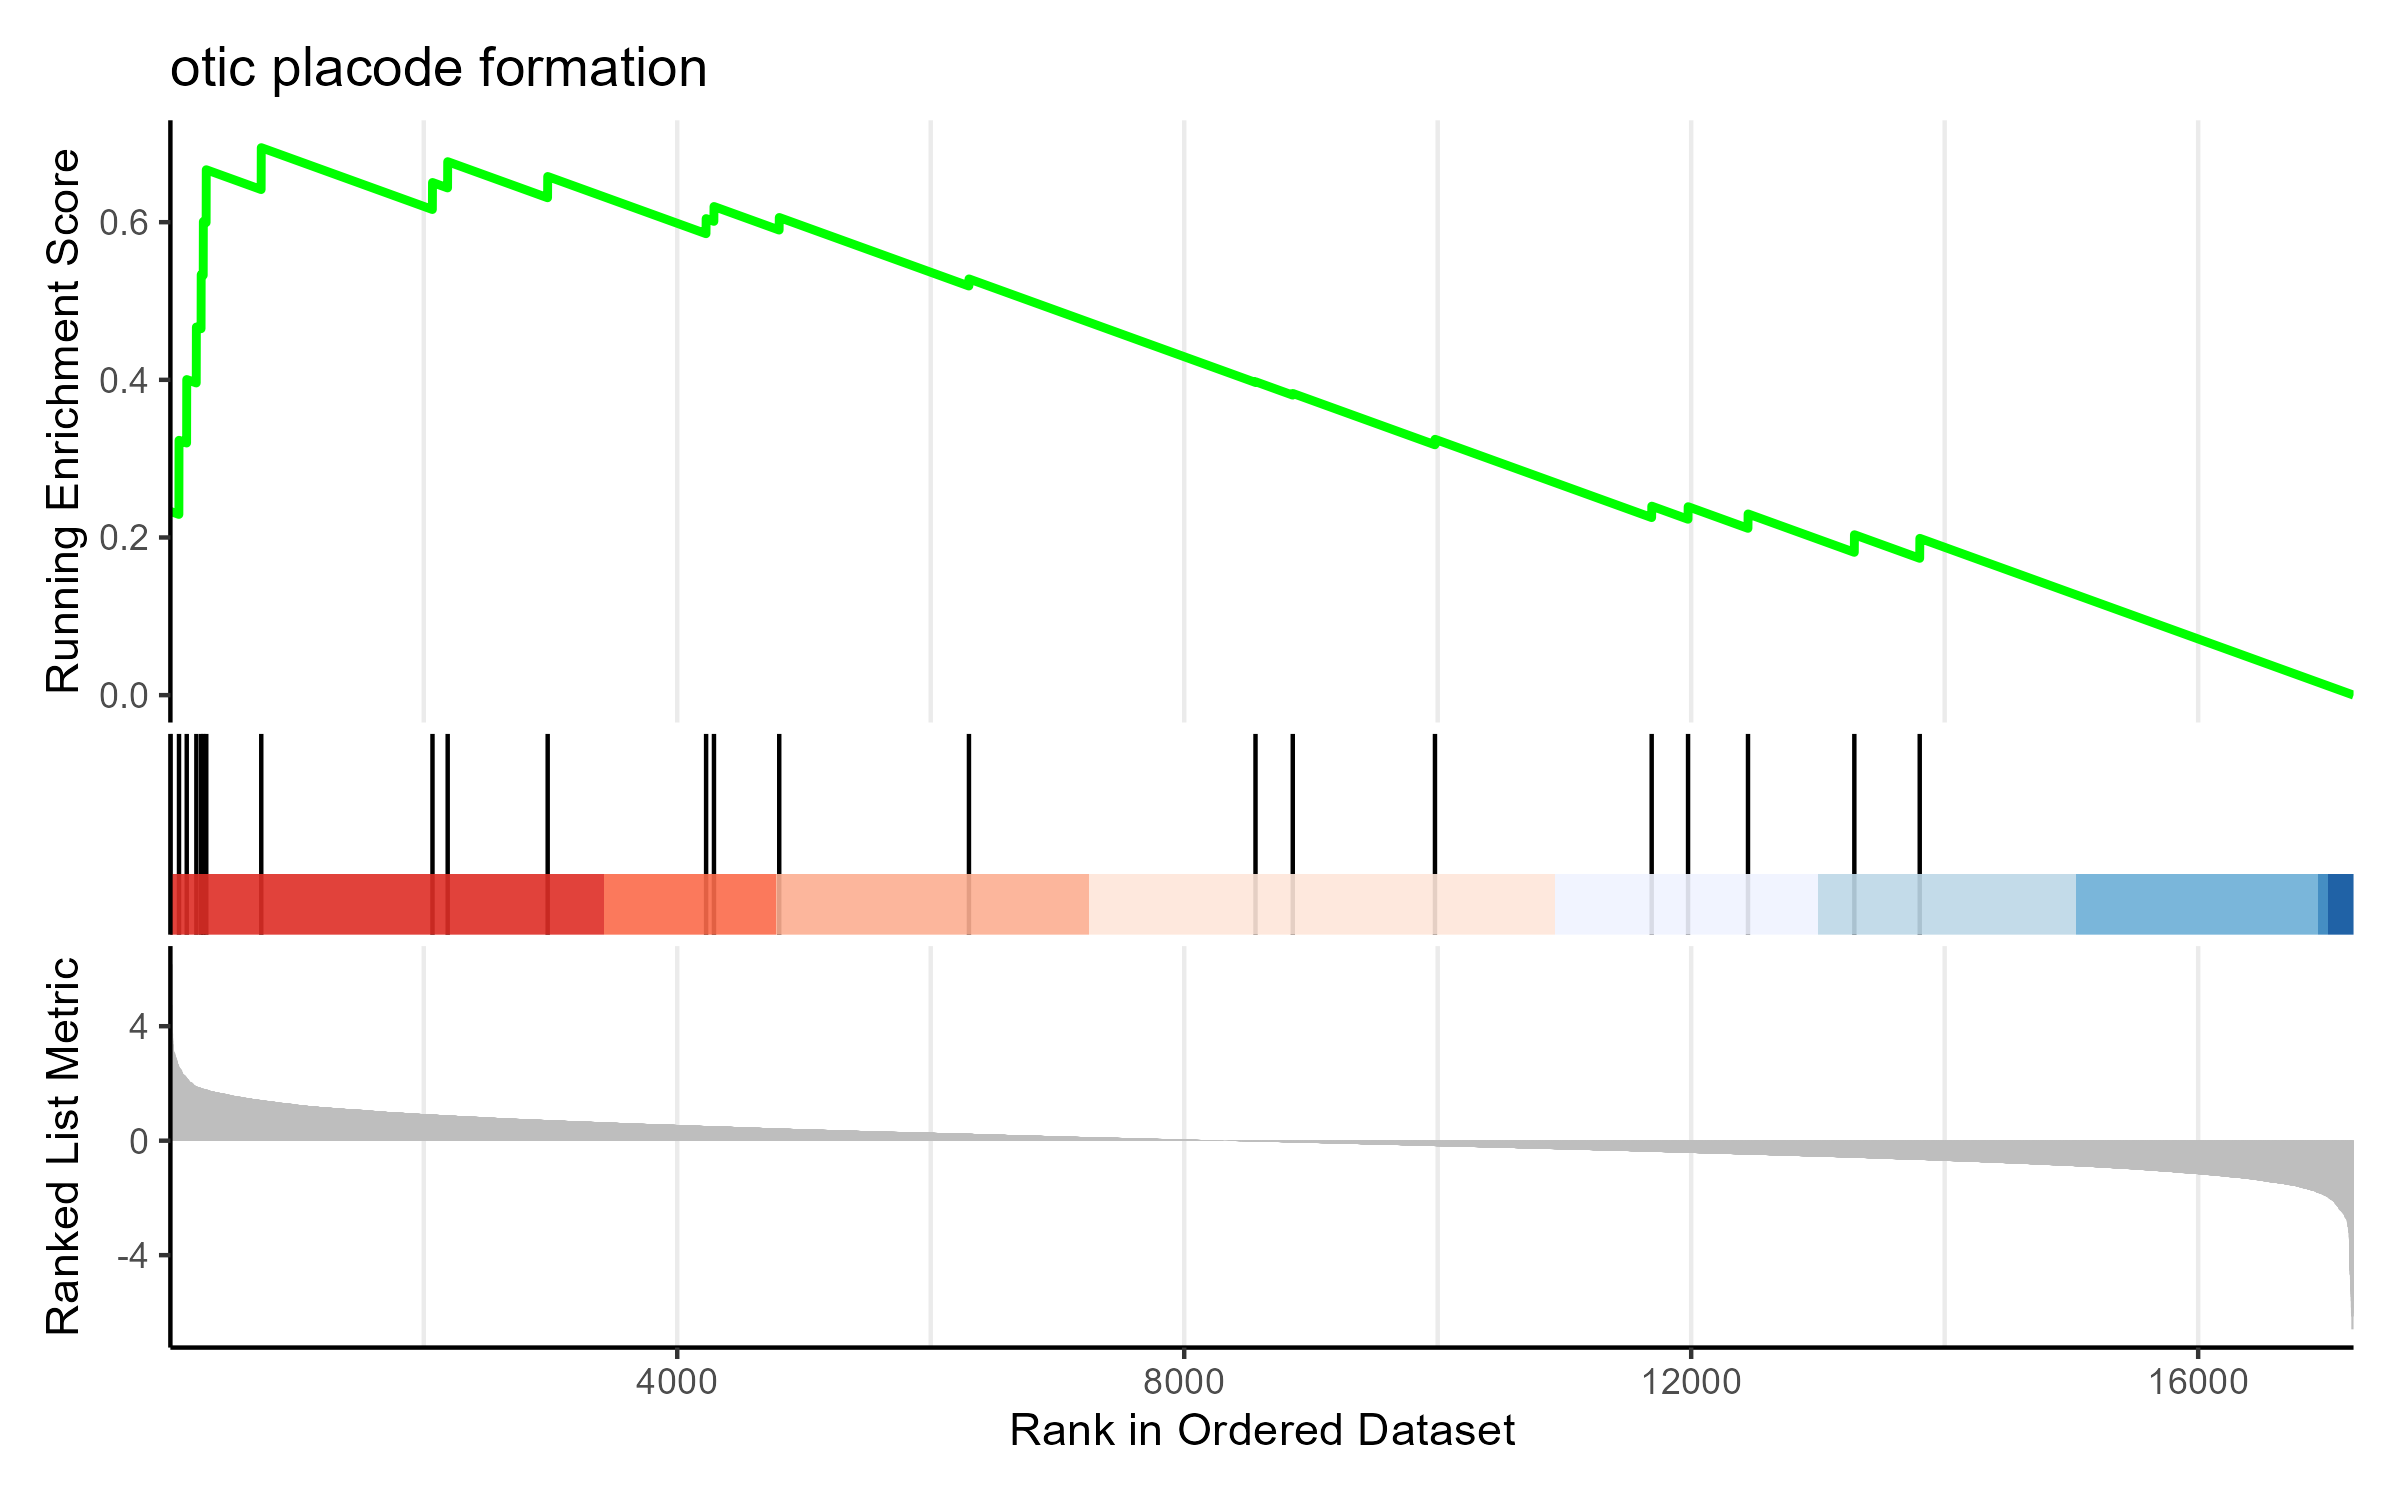 otic placode formation
Running Enrichment Score
0.6
0.4
0.2
0.0
Ranked List Metric
4
0
-4
4000 8000 12000 16000
Rank in Ordered Dataset